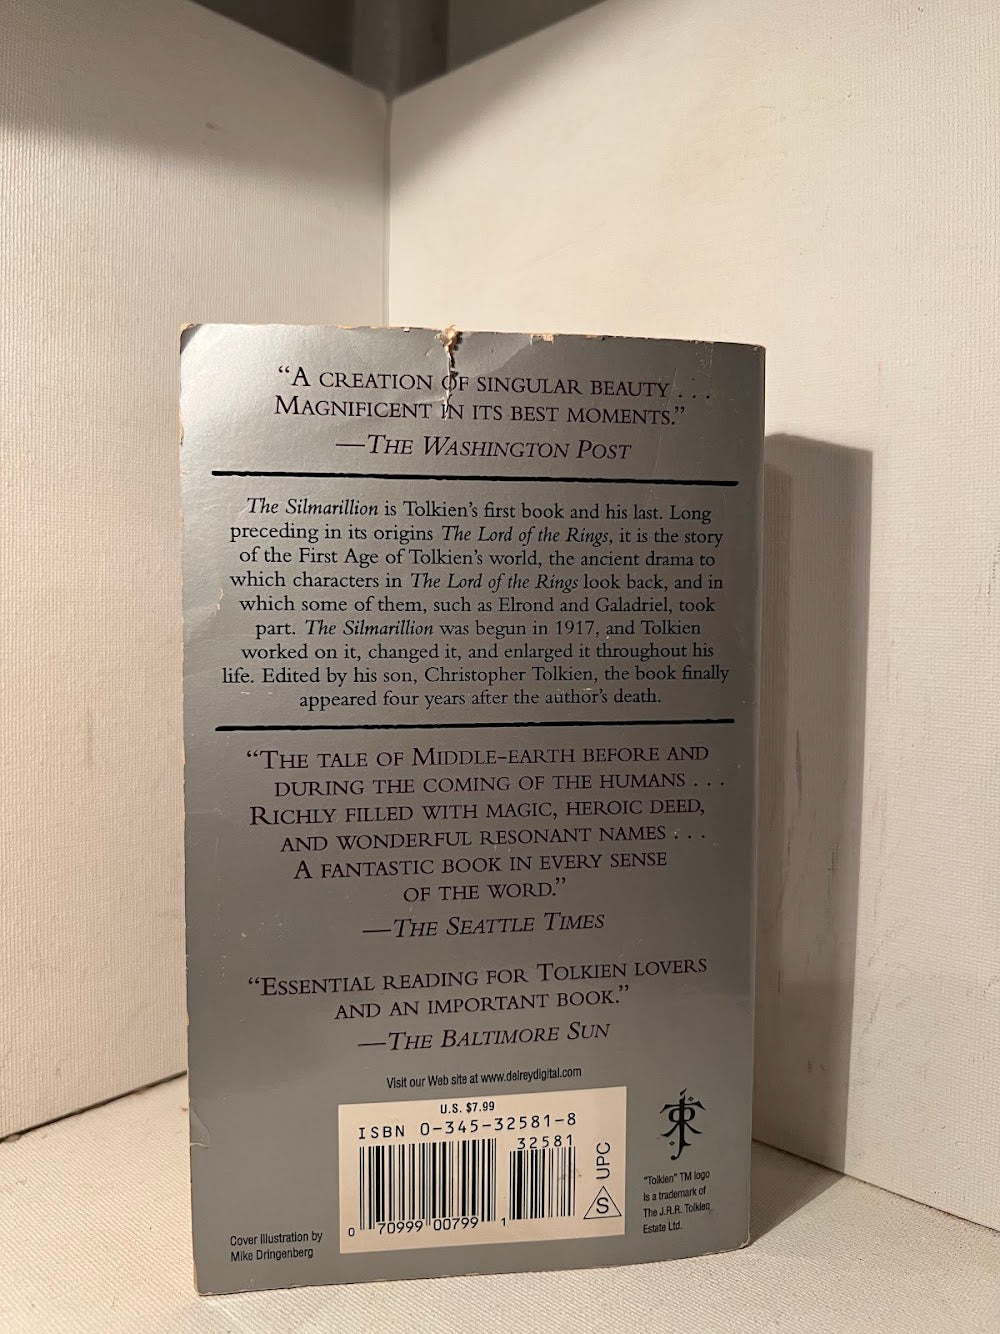 “A CREATION OF SINGULAR BEAUTY . . .
MAGNIFICENT IN ITS BEST MOMENTS.”
—THE WASHINGTON POST
The Silmarillion is Tolkien’s first book and his last. Long
preceding in its origins The Lord of the Rings, it is the story
of the First Age of Tolkien’s world, the ancient drama to
which characters in The Lord of the Rings look back, and in
which some of them, such as Elrond and Galadriel, took
part. The Silmarillion was begun in 1917, and Tolkien
worked on it, changed it, and enlarged it throughout his
life. Edited by his son, Christopher Tolkien, the book finally
appeared four years after the author’s death.
“THE TALE OF MIDDLE-EARTH BEFORE AND
DURING THE COMING OF THE HUMANS . . .
RICHLY FILLED WITH MAGIC, HEROIC DEED,
AND WONDERFUL RESONANT NAMES . . .
A FANTASTIC BOOK IN EVERY SENSE
OF THE WORD.”
—THE SEATTLE TIMES
“ESSENTIAL READING FOR TOLKIEN LOVERS
AND AN IMPORTANT BOOK.”
—THE BALTIMORE SUN
Visit our Web site at www.delreydigital.com
U.S. $7.99
ISBN 0-345-32581-8
32581
0 70999 00799 1
S UPC
“Tolkien” TM logo
is a trademark of
The J.R.R. Tolkien
Estate Ltd.
Cover illustration by
Mike Dringenberg